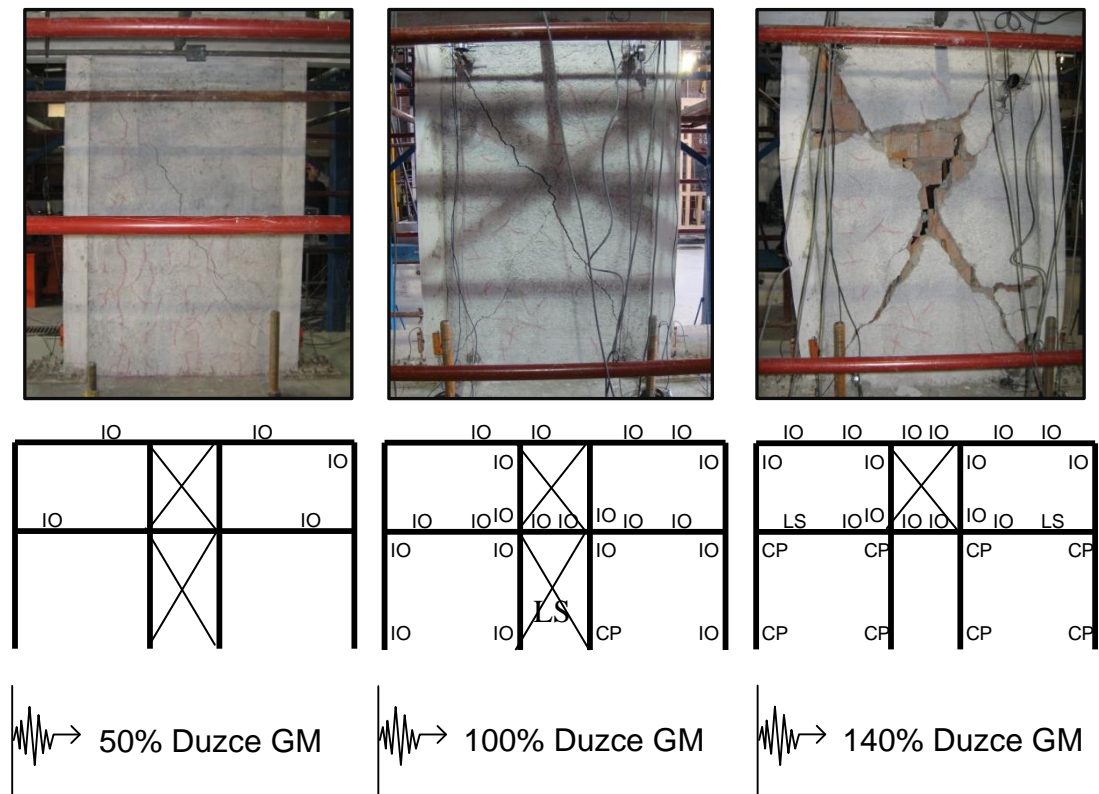 IO IO
IO
IO IO
50% Duzce GM
IO IO IO IO
IO IO
IO IO IO IO IO IO IO IO
IO IO IO IO
LS
IO IO CP IO
100% Duzce GM
IO IO IO IO IO IO
IO IO IO IO
LS IO IO IO IO IO IO LS
CP CP CP CP
CP CP CP CP
140% Duzce GM